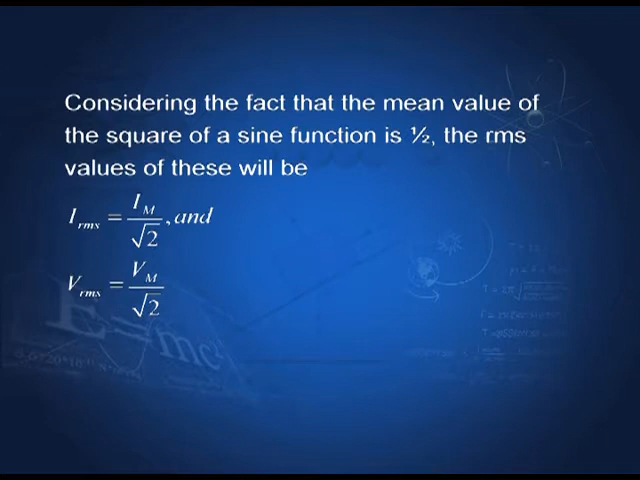 Considering the fact that the mean value of
the square of a sine function is ½, the rms
values of these will be
I_rms = I_M / √2 , and
V_rms = V_M / √2
E=mc²